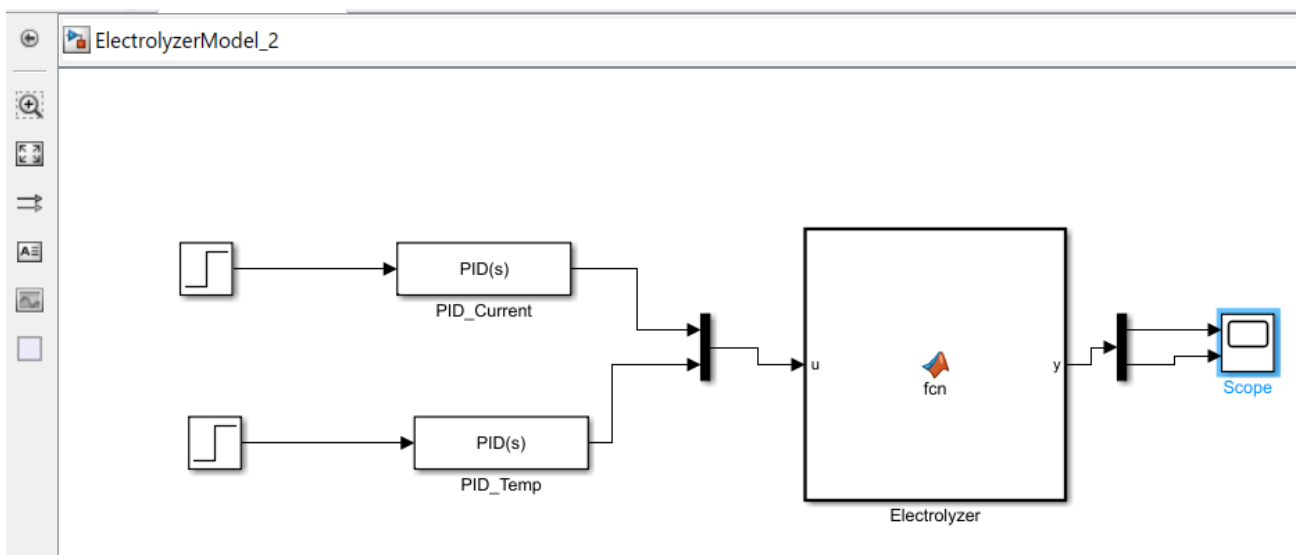 ElectrolyzerModel_2
PID(s)
PID_Current
u
fcn
y
Scope
PID(s)
PID_Temp
Electrolyzer